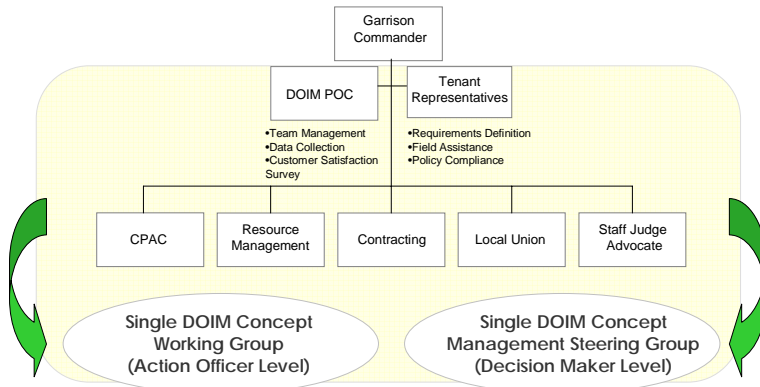 Garrison
Commander
DOIM POC
Tenant
Representatives
•Team Management
•Data Collection
•Customer Satisfaction
Survey
•Requirements Definition
•Field Assistance
•Policy Compliance
CPAC
Resource
Management
Contracting
Local Union
Staff Judge
Advocate
Single DOIM Concept
Working Group
(Action Officer Level)
Single DOIM Concept
Management Steering Group
(Decision Maker Level)